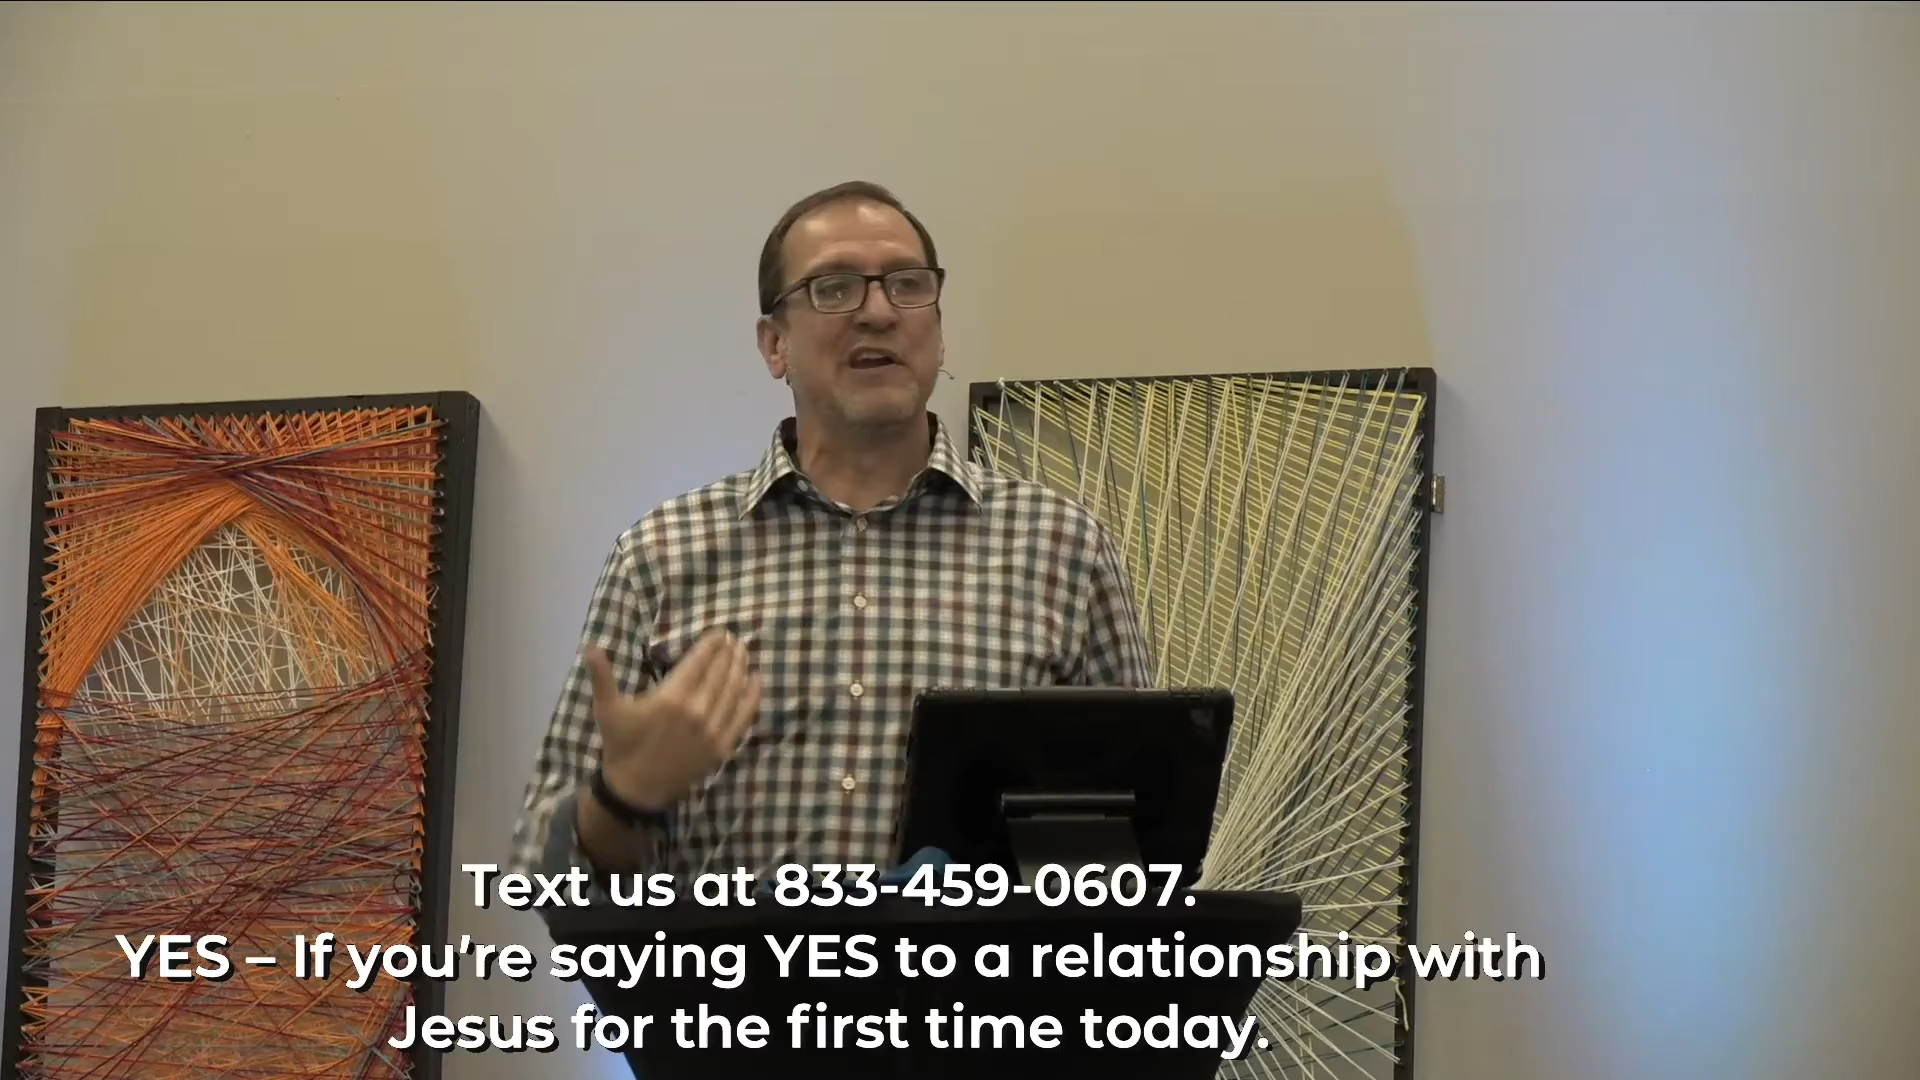 Text us at 833-459-0607.
YES – If you’re saying YES to a relationship with
Jesus for the first time today.